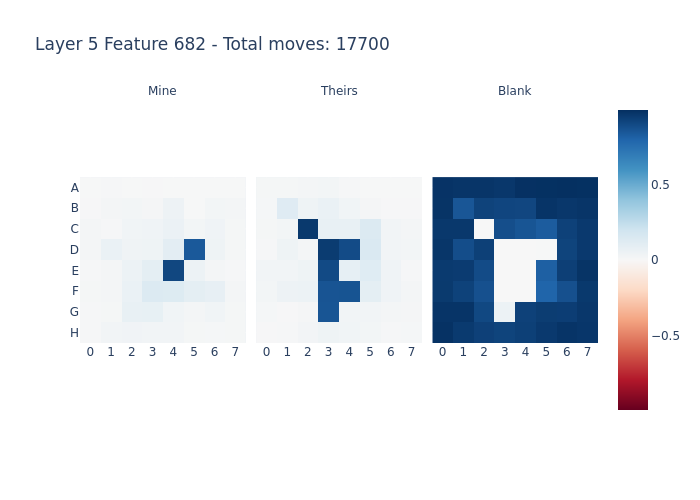 Layer 5 Feature 682 - Total moves: 17700
Mine
Theirs
Blank
A
B
C
D
E
F
G
H
0 1 2 3 4 5 6 7
0 1 2 3 4 5 6 7
0 1 2 3 4 5 6 7
0.5
0
−0.5